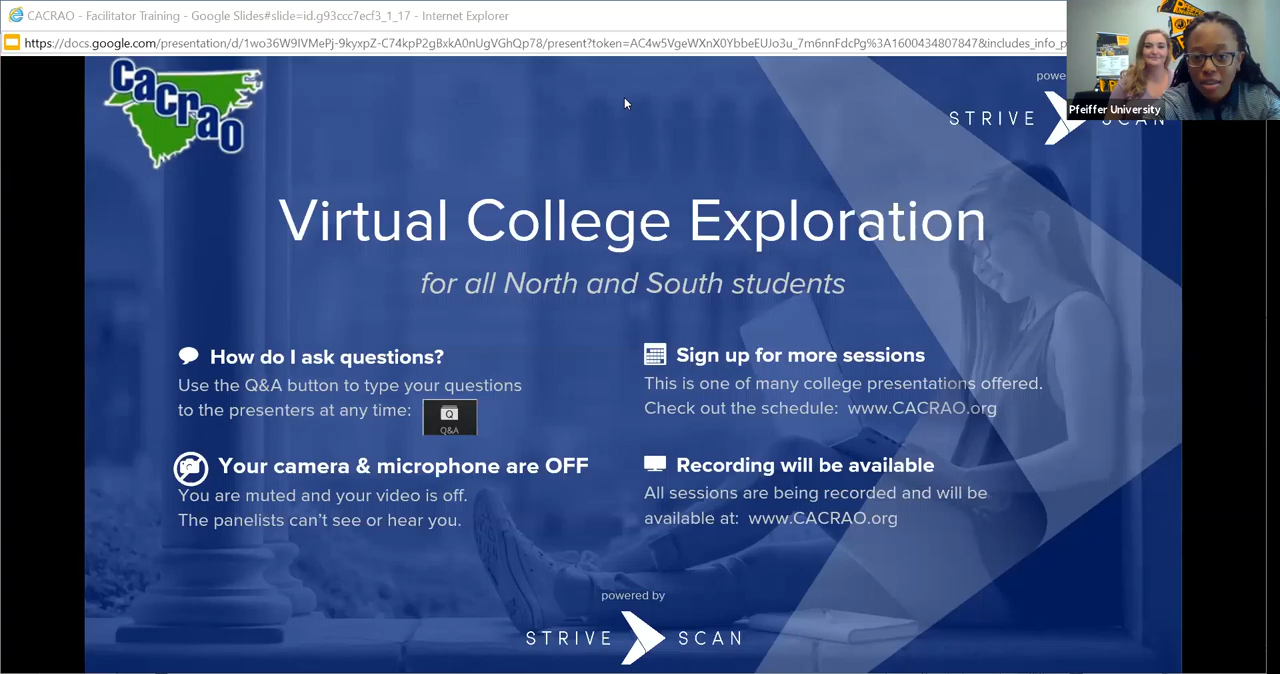 CACRAO - Facilitator Training - Google Slides#slide=id.g93ccc7ecf3_1_17 - Internet Explorer
https://docs.google.com/presentation/d/1wo36W9IVMePj-9kyxpZ-C74kpP2gBxkA0nUgVGhQp78/present?token=AC4w5VgeWXnX0YbbeEUJo3u_7m6nnFdcPg%3A1600434807847&includes_info_p
Pfeiffer University
cacrao
powe
STRIVE SCAN
Virtual College Exploration
for all North and South students
How do I ask questions?
Use the Q&A button to type your questions
to the presenters at any time:
Q
Q&A
Sign up for more sessions
This is one of many college presentations offered.
Check out the schedule: www.CACRAO.org
Your camera & microphone are OFF
You are muted and your video is off.
The panelists can't see or hear you.
Recording will be available
All sessions are being recorded and will be
available at: www.CACRAO.org
powered by
STRIVE SCAN